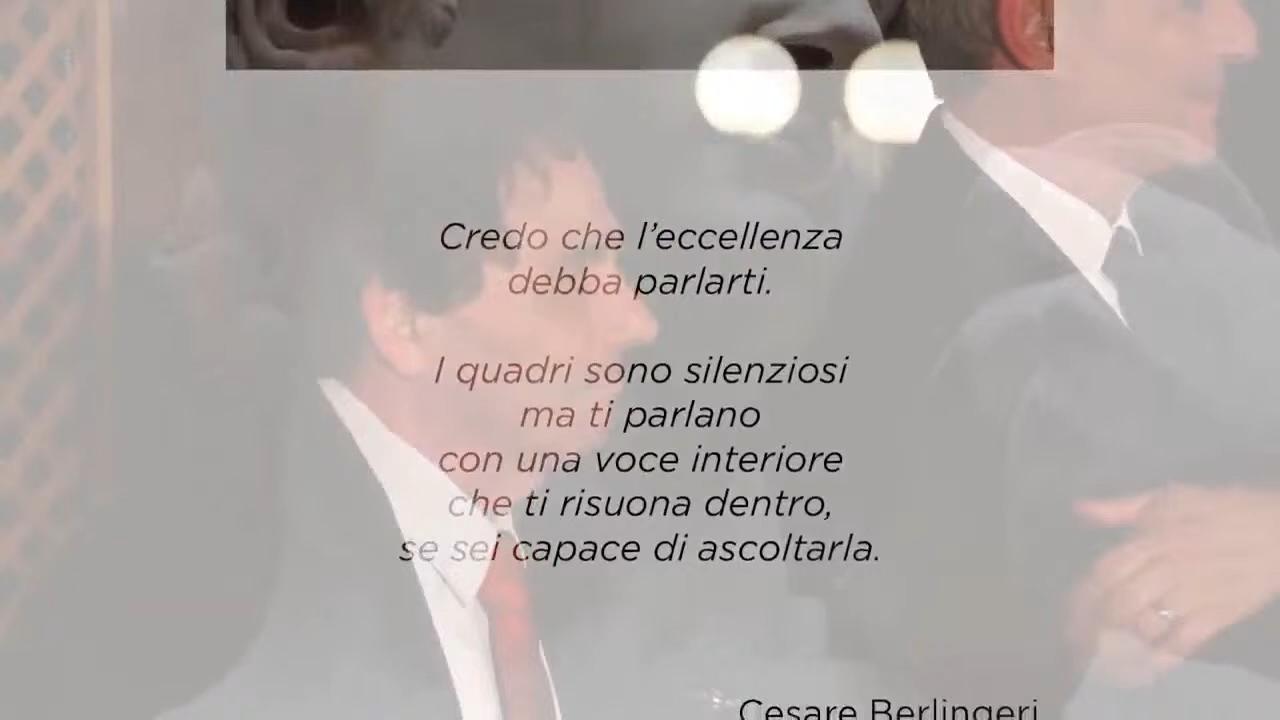 Credo che l’eccellenza
debba parlarti.
I quadri sono silenziosi
ma ti parlano
con una voce interiore
che ti risuona dentro,
se sei capace di ascoltarla.
Cesare Berlingeri